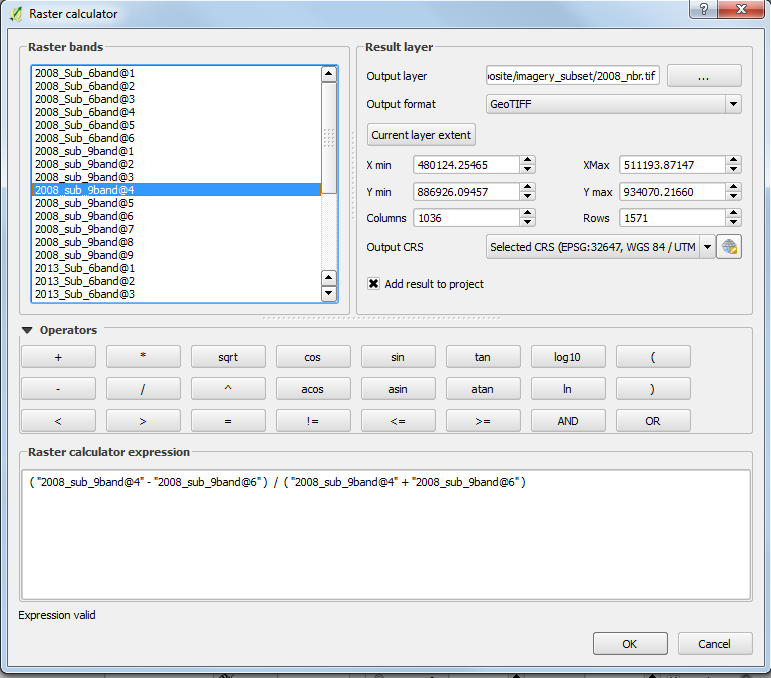 Raster calculator
?
Raster bands
2008_Sub_6band@1
2008_Sub_6band@2
2008_Sub_6band@3
2008_Sub_6band@4
2008_Sub_6band@5
2008_Sub_6band@6
2008_sub_9band@1
2008_sub_9band@2
2008_sub_9band@3
2008_sub_9band@4
2008_sub_9band@5
2008_sub_9band@6
2008_sub_9band@7
2008_sub_9band@8
2008_sub_9band@9
2013_Sub_6band@1
2013_Sub_6band@2
2013_Sub_6band@3
Result layer
Output layer osite/imagery_subset/2008_nbr.tif ...
Output format GeoTIFF
Current layer extent
X min 480124.25465 XMax 511193.87147
Y min 886926.09457 Y max 934070.21660
Columns 1036 Rows 1571
Output CRS Selected CRS (EPSG:32647, WGS 84 / UTM
Add result to project
Operators
+ * sqrt cos sin tan log10 (
- / ^ acos asin atan ln )
< > = != <= >= AND OR
Raster calculator expression
( "2008_sub_9band@4" - "2008_sub_9band@6" ) / ( "2008_sub_9band@4" + "2008_sub_9band@6" )
Expression valid
OK Cancel